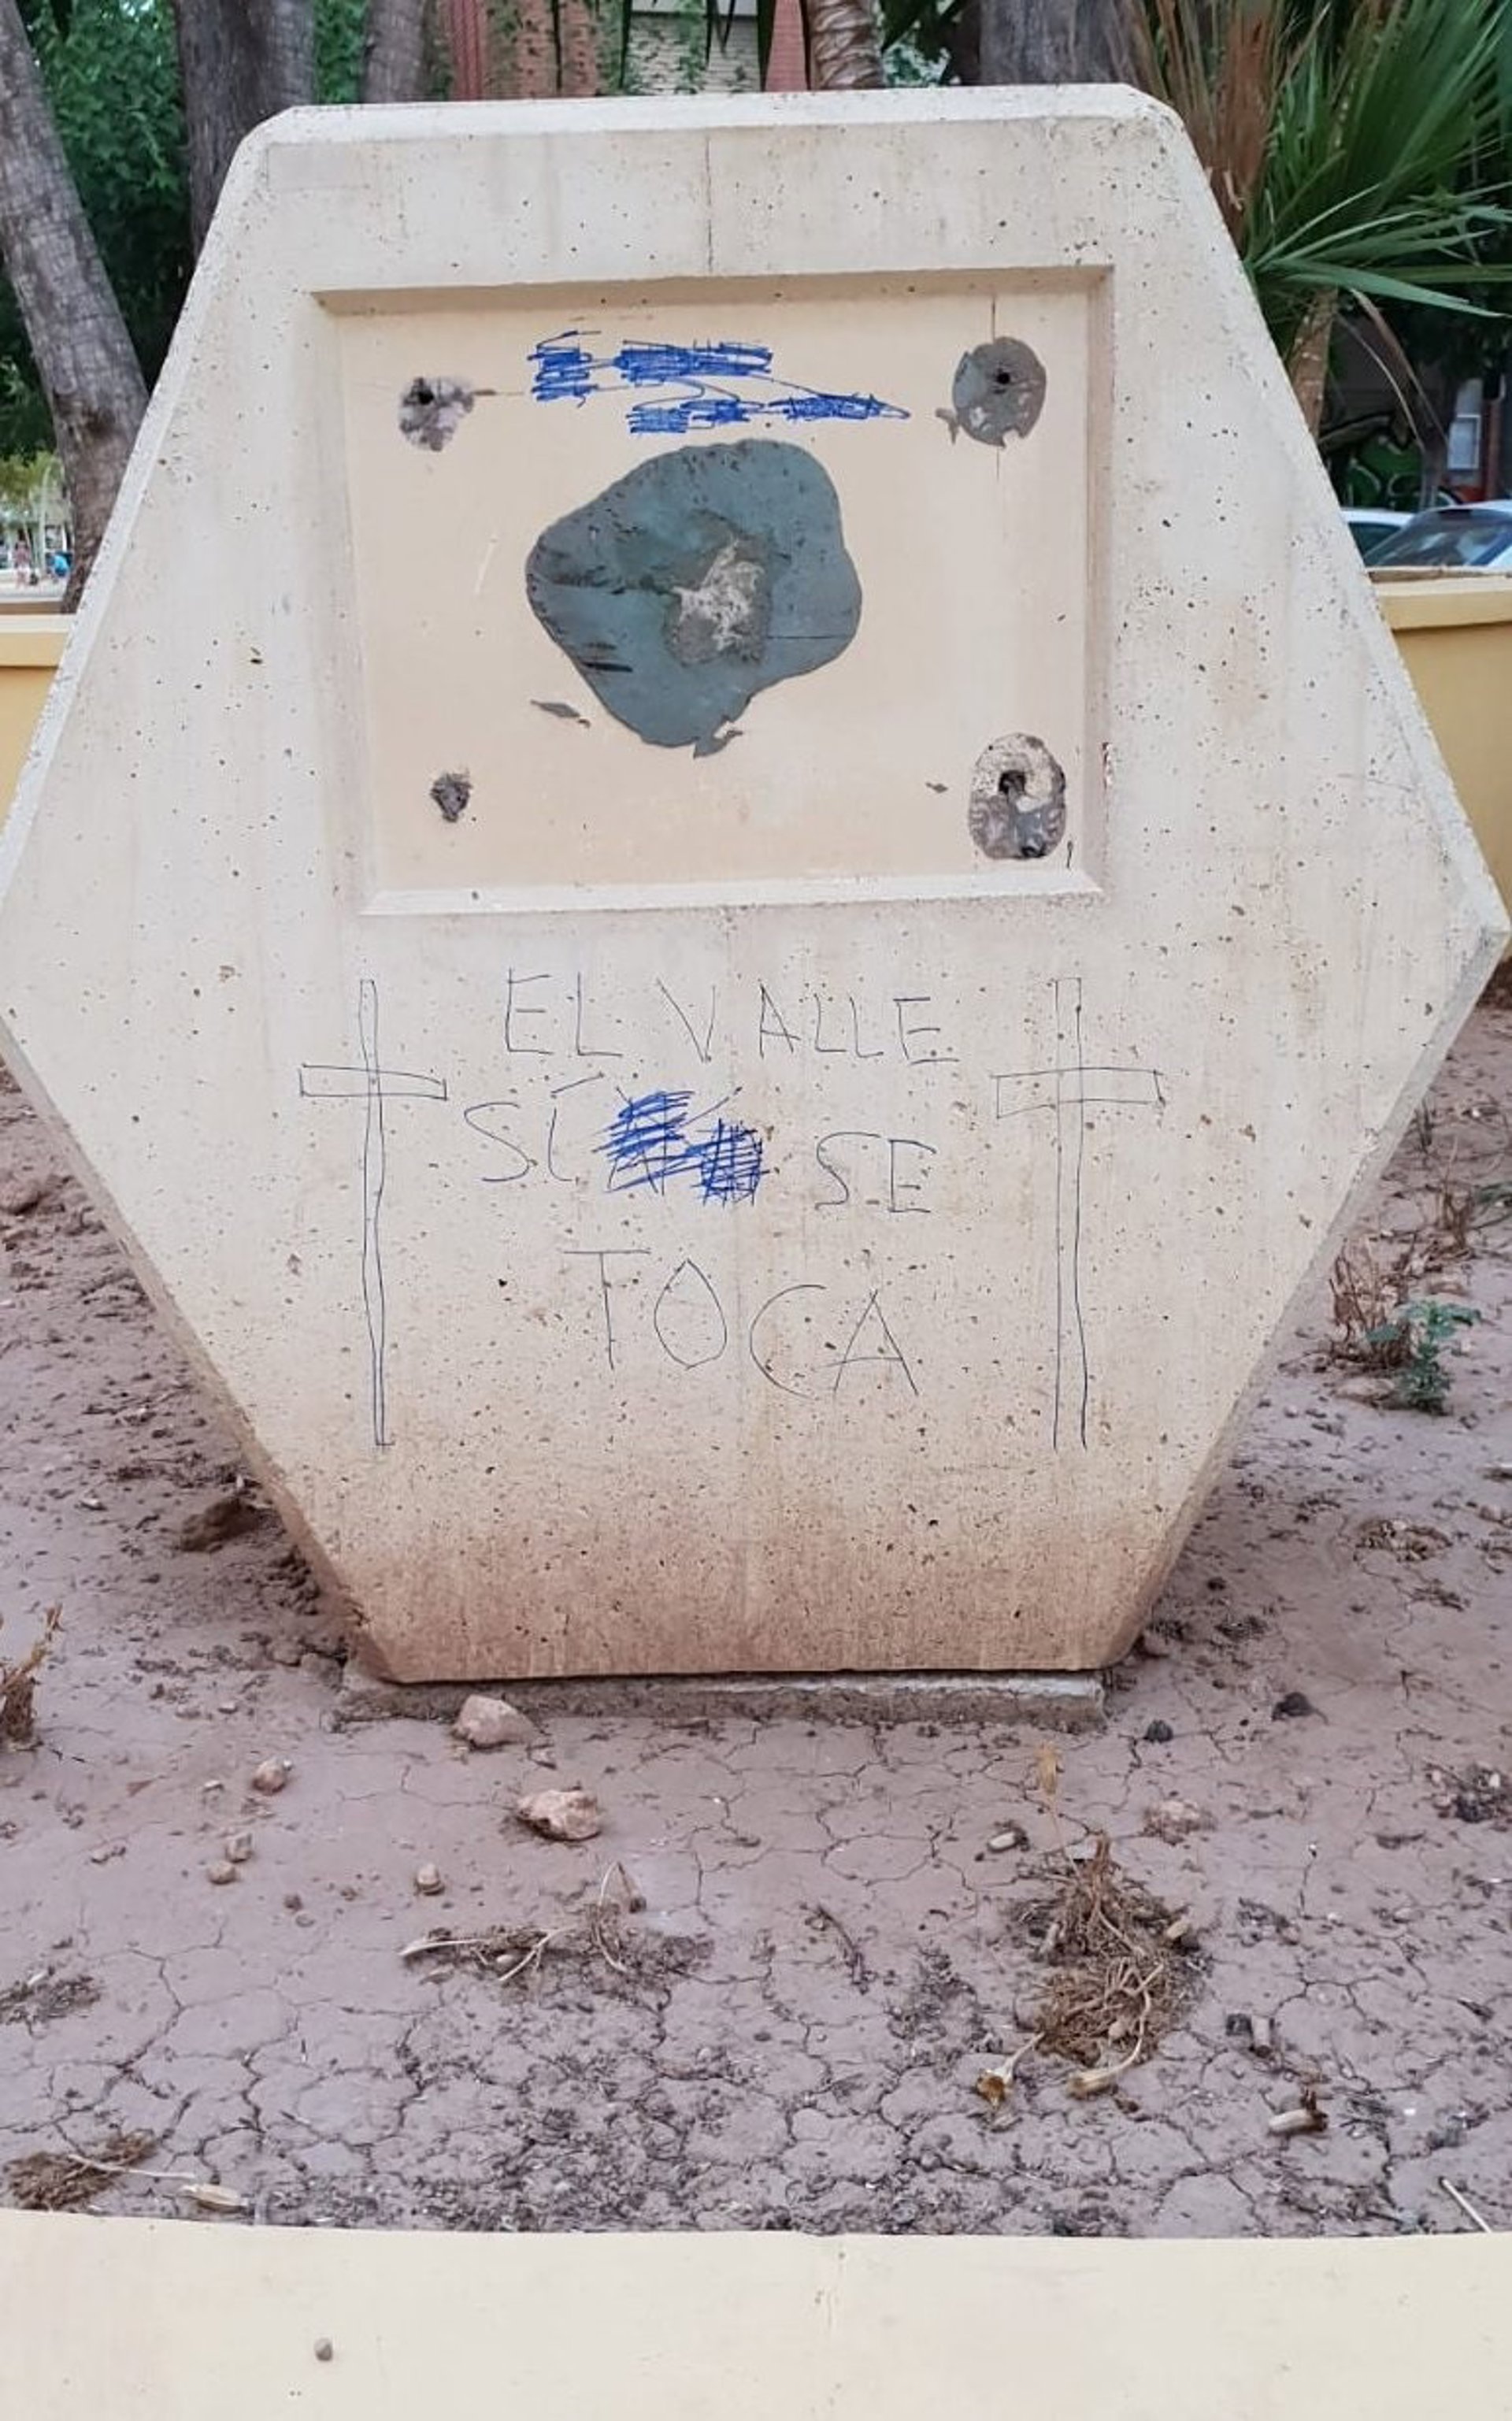 EL VALLE
SÍ SE
TOCA